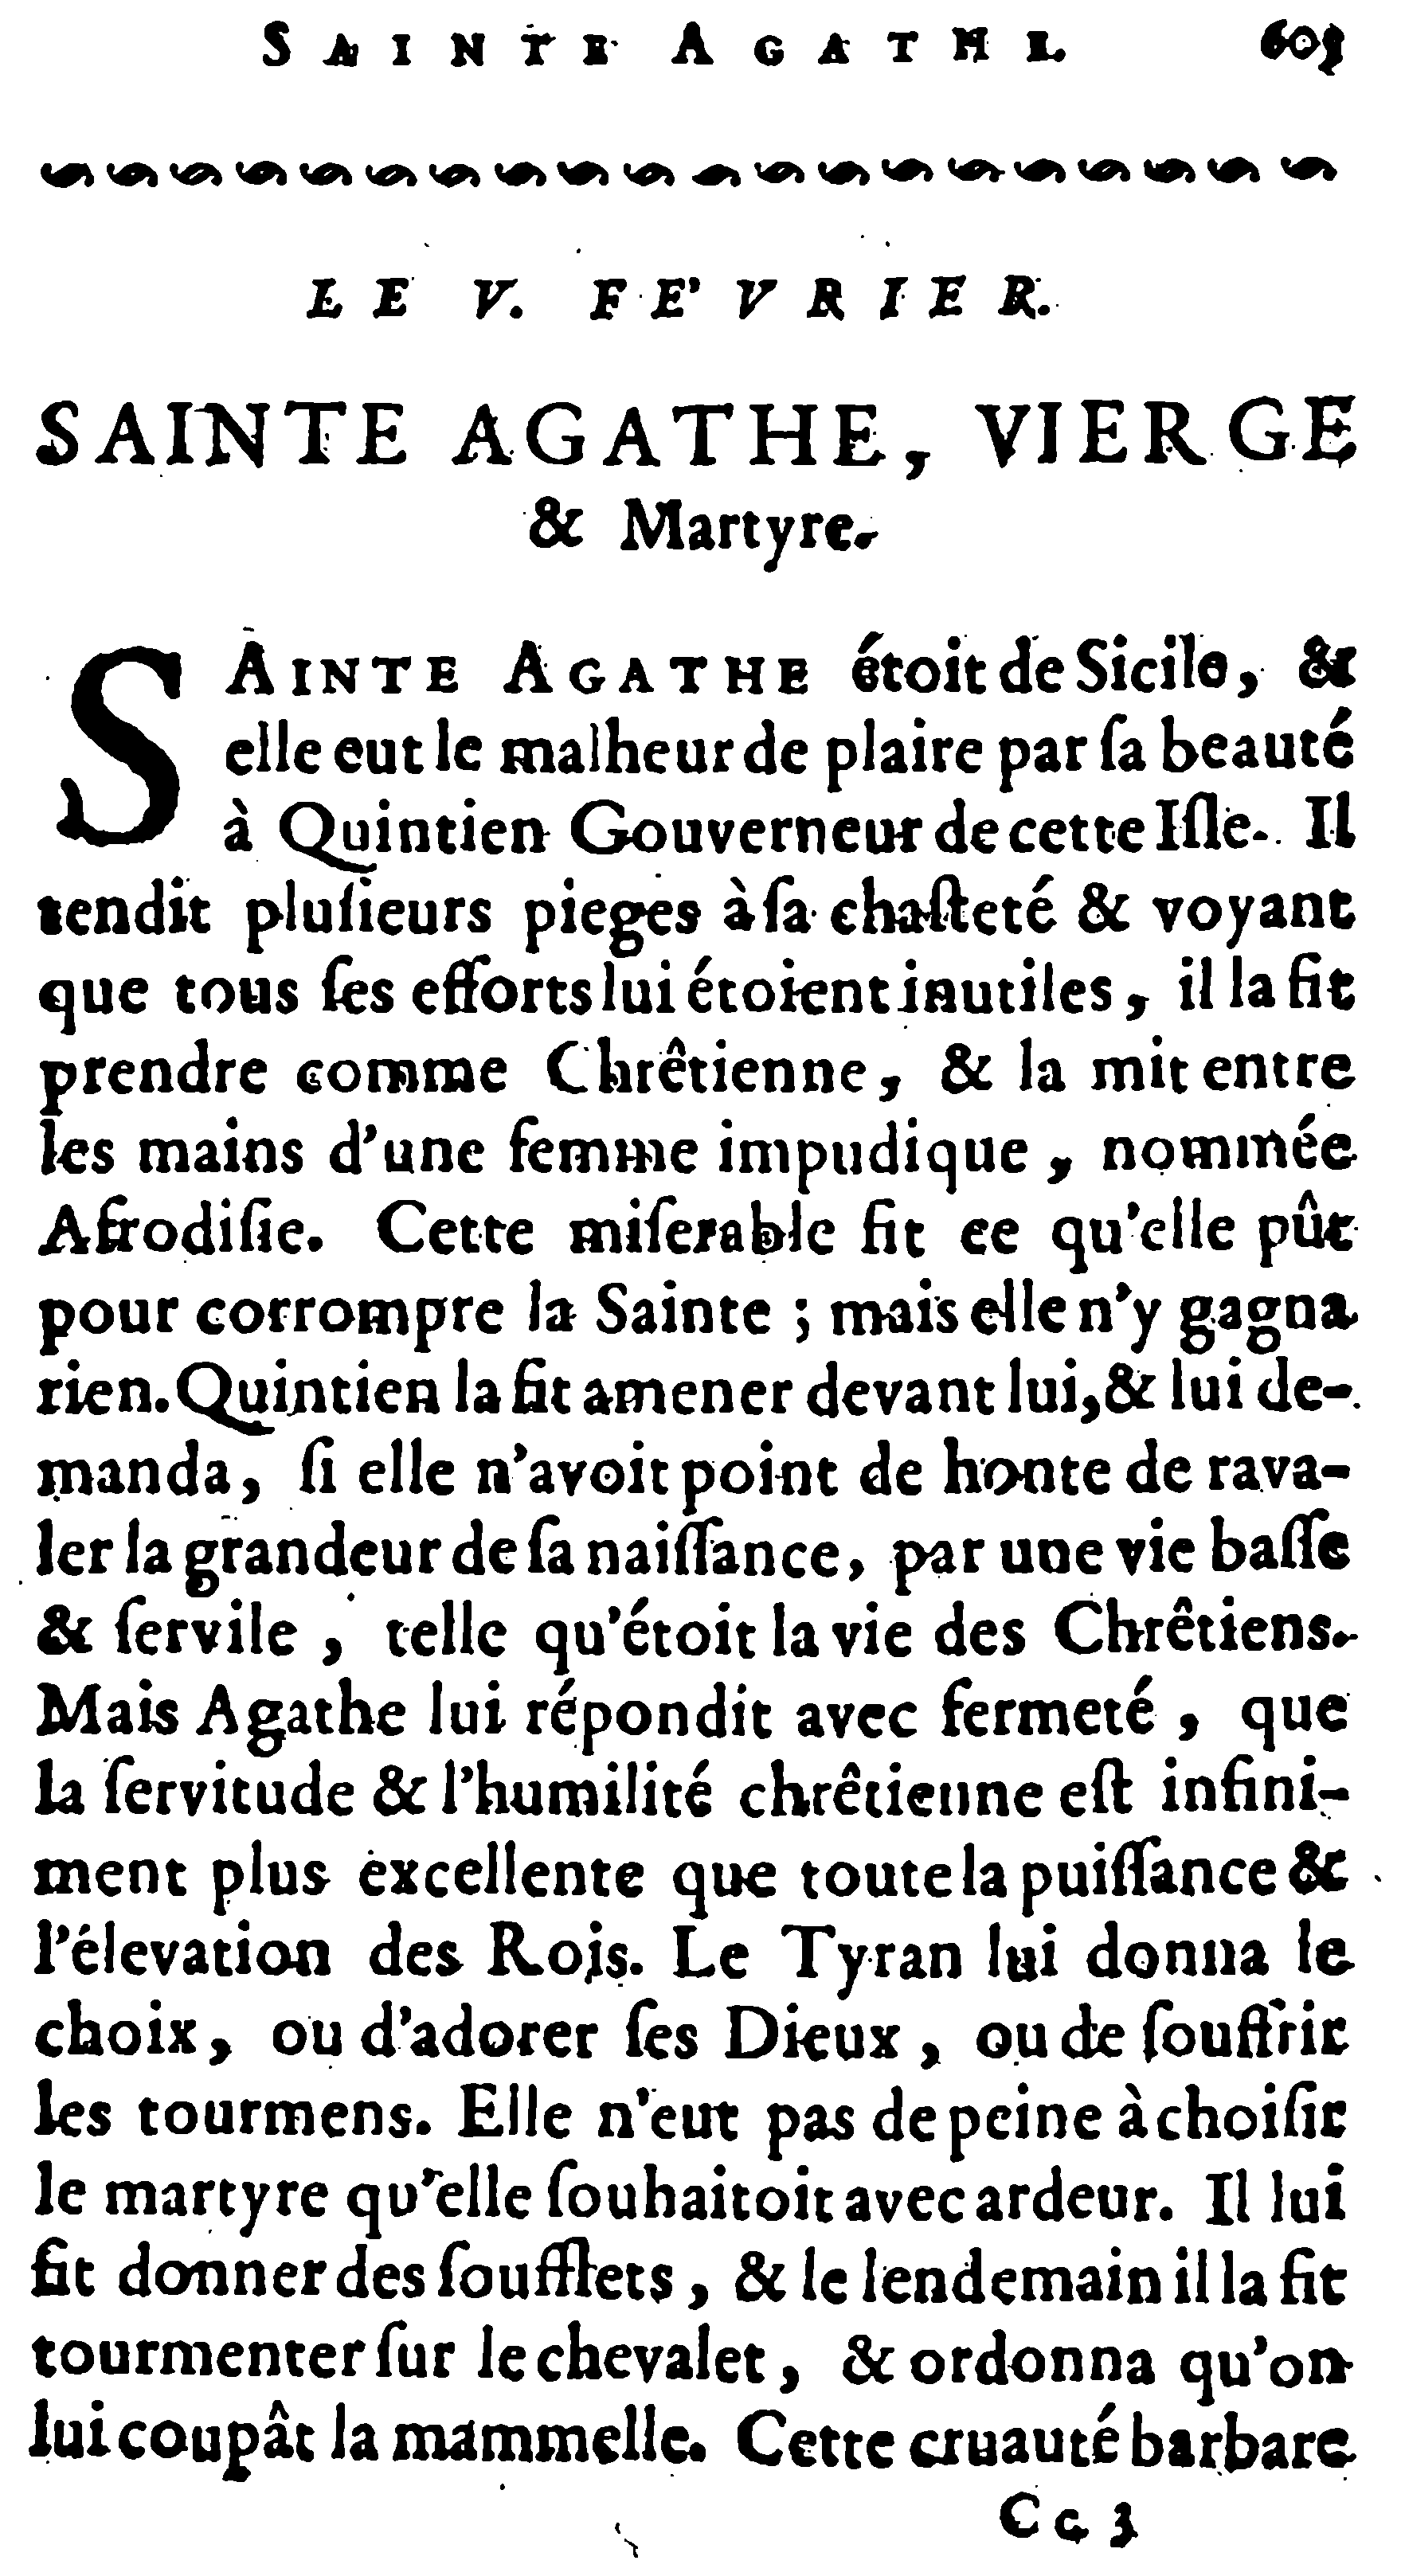 SAINTE AGATHE. 605
LE V. FE'VRIER.
SAINTE AGATHE, VIERGE
& Martyre.
SAINTE AGATHE étoit de Sicile, &
elle eut le malheur de plaire par ſa beauté
à Quintien Gouverneur de cette Iſle. Il
tendit pluſieurs pieges à ſa chaſteté & voyant
que tous ſes efforts lui étoient inutiles, il la fit
prendre comme Chrêtienne, & la mit entre
les mains d'une femme impudique, nommée
Afrodiſie. Cette miſerable fit ce qu'elle pût
pour corrompre la Sainte ; mais elle n'y gagna
rien. Quintien la fit amener devant lui, & lui de-
manda, ſi elle n'avoit point de honte de rava-
ler la grandeur de ſa naiſſance, par une vie baſſe
& ſervile, telle qu'étoit la vie des Chrêtiens.
Mais Agathe lui répondit avec fermeté, que
la ſervitude & l'humilité chrêtienne eſt infini-
ment plus excellente que toute la puiſſance &
l'élevation des Rois. Le Tyran lui donna le
choix, ou d'adorer ſes Dieux, ou de ſouffrir
les tourmens. Elle n'eut pas de peine à choiſir
le martyre qu'elle ſouhaitoit avec ardeur. Il lui
fit donner des ſoufflets, & le lendemain il la fit
tourmenter ſur le chevalet, & ordonna qu'on
lui coupât la mammelle. Cette cruauté barbare
Cc 3